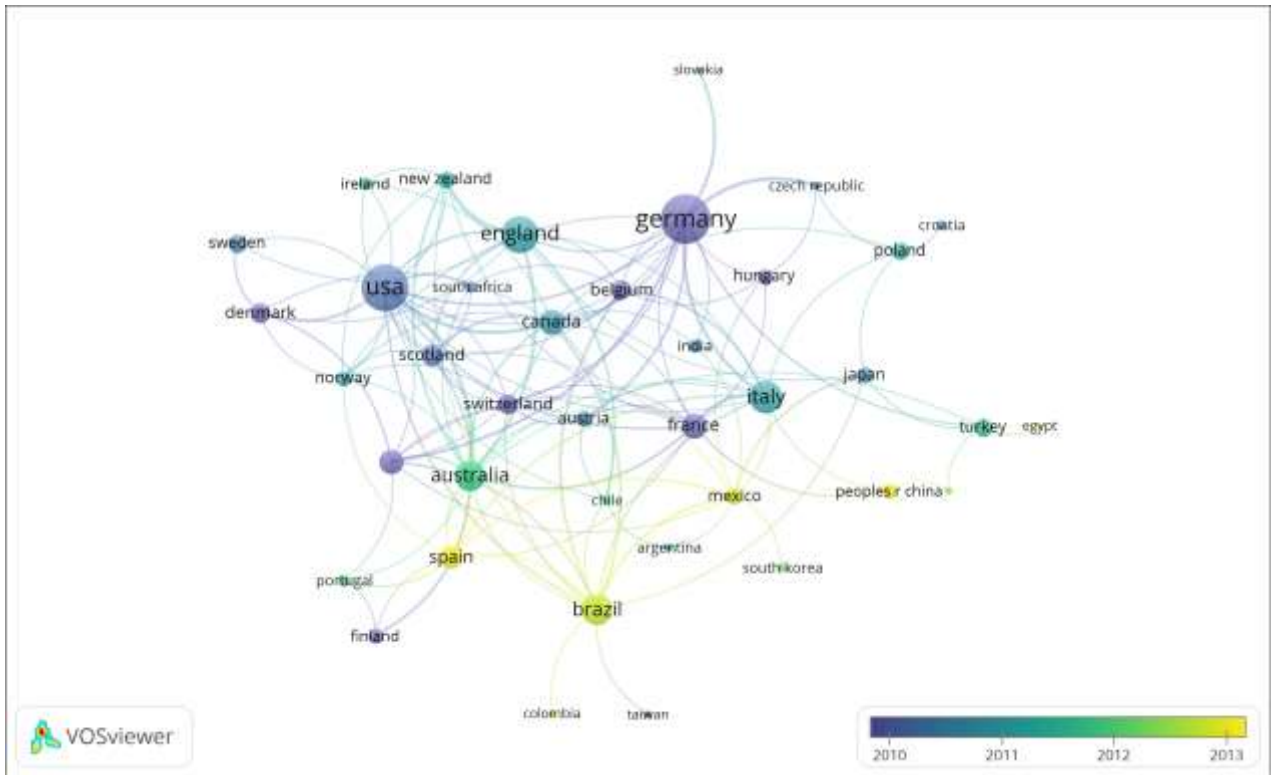 slovakia
ireland
new zealand
czech republic
germany
england
croatia
sweden
poland
hungary
usa
south africa
belgium
denmark
canada
scotland
india
norway
japan
italy
switzerland
austria
france
turkey
egypt
australia
chile
mexico
peoples r china
argentina
spain
south korea
portugal
brazil
finland
colombia
taiwan
VOSviewer
2010 2011 2012 2013